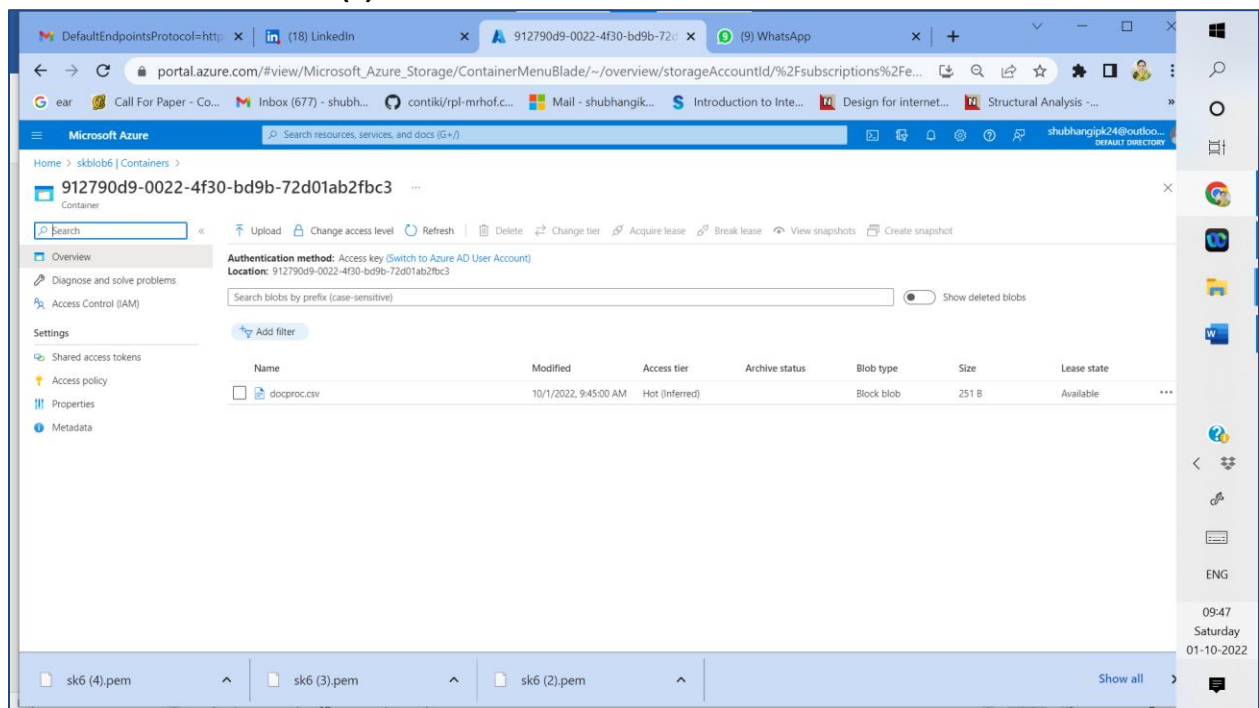 DefaultEndpointsProtocol=http
(18) LinkedIn
912790d9-0022-4f30-bd9b-72d
(9) WhatsApp
portal.azure.com/#view/Microsoft_Azure_Storage/ContainerMenuBlade/~/overview/storageAccountId/%2Fsubscriptions%2Fe...
ear
Call For Paper - Co...
Inbox (677) - shubh...
contiki/rpl-mrhof.c...
Mail - shubhangik...
Introduction to Inte...
Design for internet...
Structural Analysis -...
»
Microsoft Azure
Search resources, services, and docs (G+/)
shubhangipk24@outloo...
DEFAULT DIRECTORY
Home > skblob6 | Containers >
912790d9-0022-4f30-bd9b-72d01ab2fbc3 ...
Container
Search
«
Upload Change access level Refresh Delete Change tier Acquire lease Break lease View snapshots Create snapshot
Overview
Diagnose and solve problems
Access Control (IAM)
Settings
Shared access tokens
Access policy
Properties
Metadata
Authentication method: Access key (Switch to Azure AD User Account)
Location: 912790d9-0022-4f30-bd9b-72d01ab2fbc3
Search blobs by prefix (case-sensitive)
Show deleted blobs
Add filter
Name Modified Access tier Archive status Blob type Size Lease state
docproc.csv 10/1/2022, 9:45:00 AM Hot (Inferred) Block blob 251 B Available ...
sk6 (4).pem
sk6 (3).pem
sk6 (2).pem
Show all
ENG
09:47
Saturday
01-10-2022